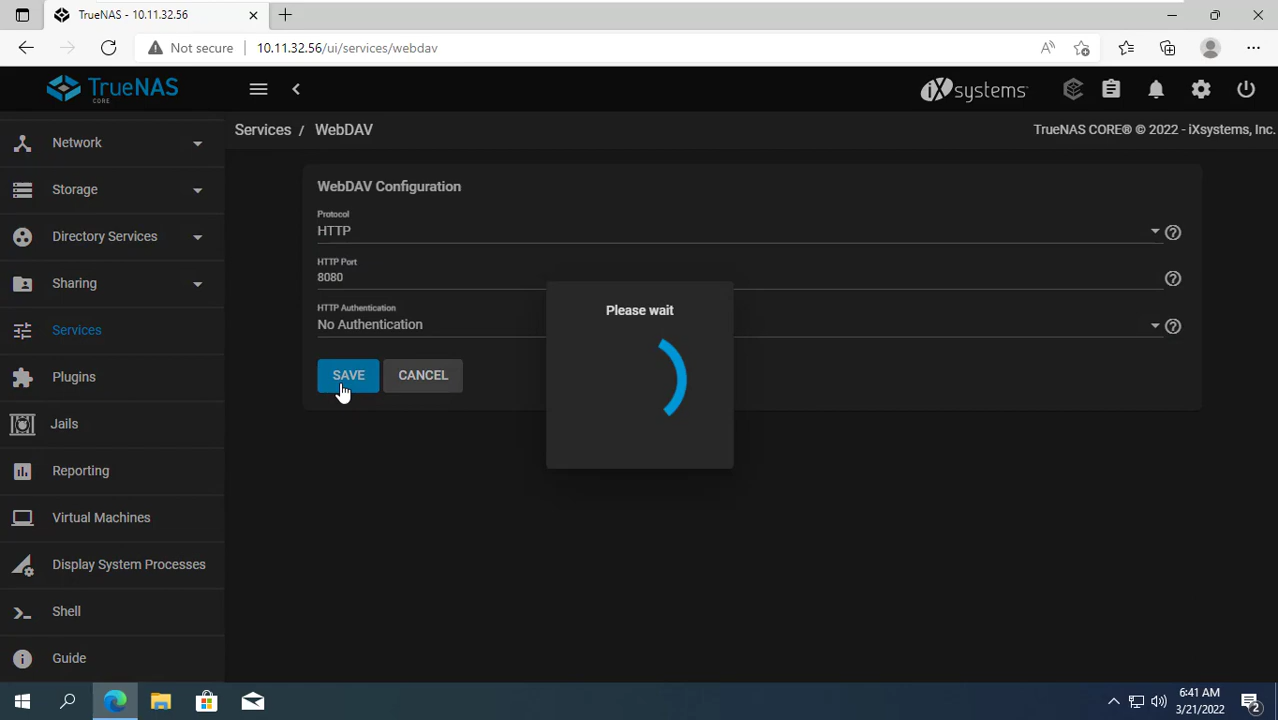 TrueNAS - 10.11.32.56
Not secure
10.11.32.56/ui/services/webdav
TrueNAS
CORE
iXsystems
Services / WebDAV
TrueNAS CORE® © 2022 - iXsystems, Inc.
Network
Storage
Directory Services
Sharing
Services
Plugins
Jails
Reporting
Virtual Machines
Display System Processes
Shell
Guide
WebDAV Configuration
Protocol
HTTP
HTTP Port
8080
HTTP Authentication
No Authentication
SAVE CANCEL
Please wait
6:41 AM
3/21/2022
2